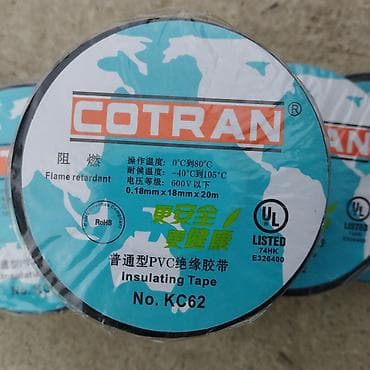 COTRAN®
阻燃
Flame retardant
操作温度: 0℃到80℃
耐候温度: -40℃到105℃
电压等级: 600V以下
0.18mm×18mm×20m
RoHS
更安全
更健康
UL
LISTED
74HK
E326400
普通型PVC绝缘胶带
Insulating Tape
No. KC62